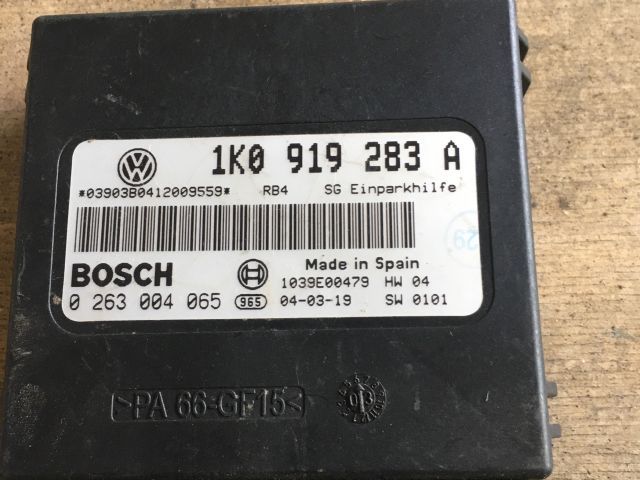 1K0 919 283 A
*03903B0412009559* RB4 SG Einparkhilfe
BOSCH
Made in Spain
1039E00479 HW 04
0 263 004 065 965 04-03-19 SW 0101
29
>PA 66-GF15<